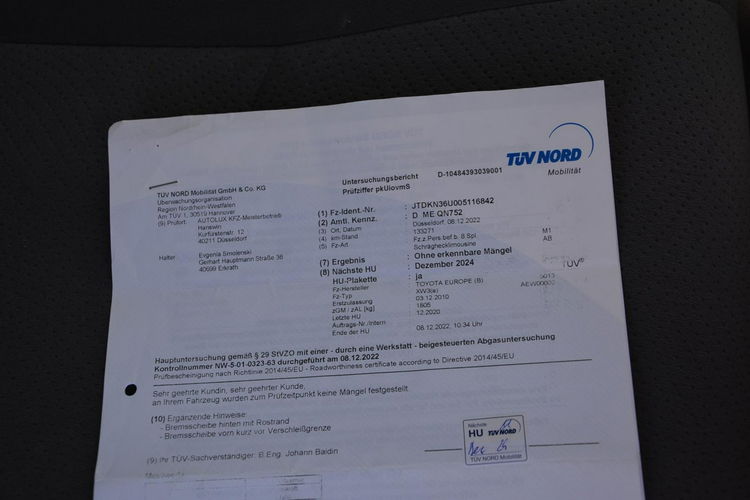 TÜV NORD
Mobilität
TÜV NORD Mobilität GmbH & Co. KG
Überwachungsorganisation
Region Nordrhein-Westfalen
Am TÜV 1, 30519 Hannover
(9) Prüfort: AUTOLUX KFZ-Meisterbetrieb
Hanswin
Kurfürstenstr. 12
40211 Düsseldorf
Halter: Evgenia Smolenski
Gerhart Hauptmann Straße 36
40699 Erkrath
Untersuchungsbericht D-10484393039001
Prüfziffer pkUlovmS
(1) Fz-Ident.-Nr. : JTDKN36U005116842
(2) Amtl. Kennz. : D ME QN752
(3) Ort, Datum : Düsseldorf, 08.12.2022
(4) km-Stand : 133271
(5) Fz-Art : Fz.z.Pers.bef.b. 8 Spl M1
Schräghecklimousine AB
(7) Ergebnis : Ohne erkennbare Mängel
(8) Nächste HU : Dezember 2024
HU-Plakette : ja TÜV®
Fz-Hersteller : TOYOTA EUROPE (B) 5013
Fz-Typ : XW3(a)
Erstzulassung : 03.12.2010
zGM / zAL (kg) : 1805
Letzte HU : 12.2020
Auftrags-Nr./Intern :
Ende der HU : 08.12.2022, 10:34 Uhr
Hauptuntersuchung gemäß § 29 StVZO mit einer - durch eine Werkstatt - beigesteuerten Abgasuntersuchung
Kontrollnummer NW-5-01-0323-63 durchgeführt am 08.12.2022
Prüfbescheinigung nach Richtlinie 2014/45/EU - Roadworthiness certificate according to Directive 2014/45/EU
Sehr geehrte Kundin, sehr geehrter Kunde,
an Ihrem Fahrzeug wurden zum Prüfzeitpunkt keine Mängel festgestellt.
(10) Ergänzende Hinweise:
- Bremsscheibe hinten mit Rostrand
- Bremsscheibe vorn kurz vor Verschleißgrenze
(9) Ihr TÜV-Sachverständiger: B.Eng. Johann Baldin
Nächste
HU TÜV NORD
TÜV NORD Mobilität